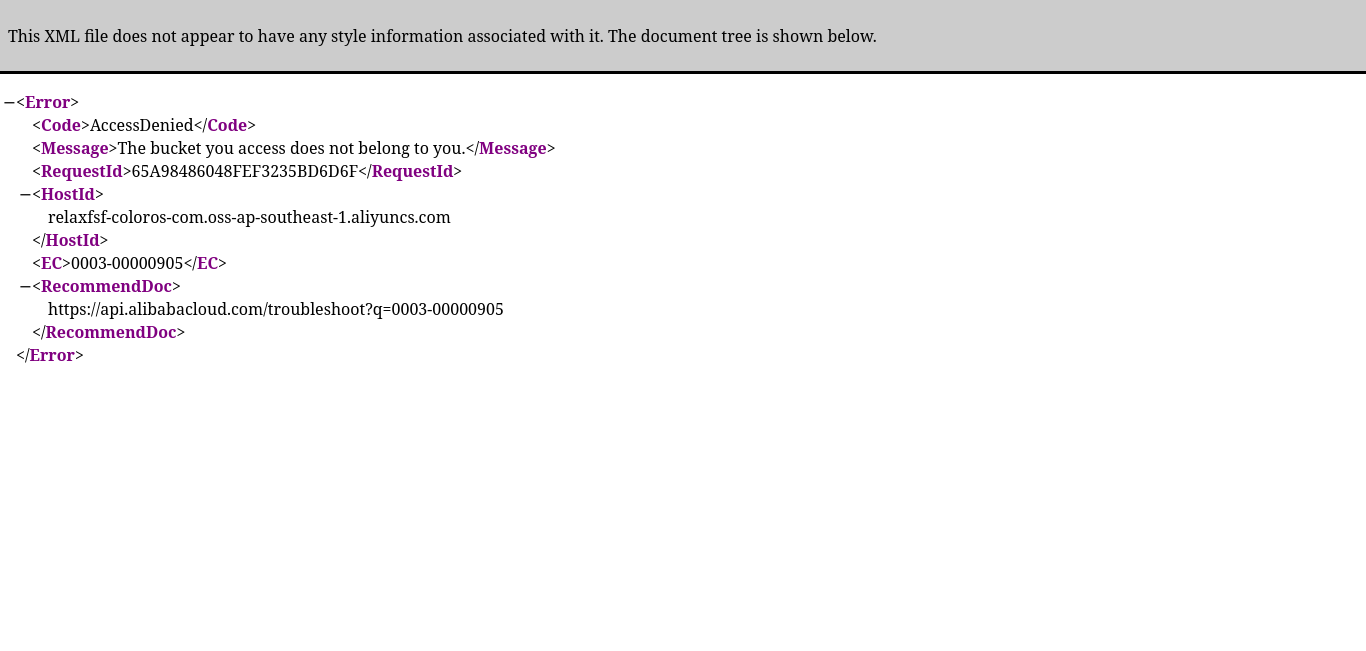 This XML file does not appear to have any style information associated with it. The document tree is shown below.
−<Error>
<Code>AccessDenied</Code>
<Message>The bucket you access does not belong to you.</Message>
<RequestId>65A98486048FEF3235BD6D6F</RequestId>
−<HostId>
relaxfsf-coloros-com.oss-ap-southeast-1.aliyuncs.com
</HostId>
<EC>0003-00000905</EC>
−<RecommendDoc>
https://api.alibabacloud.com/troubleshoot?q=0003-00000905
</RecommendDoc>
</Error>